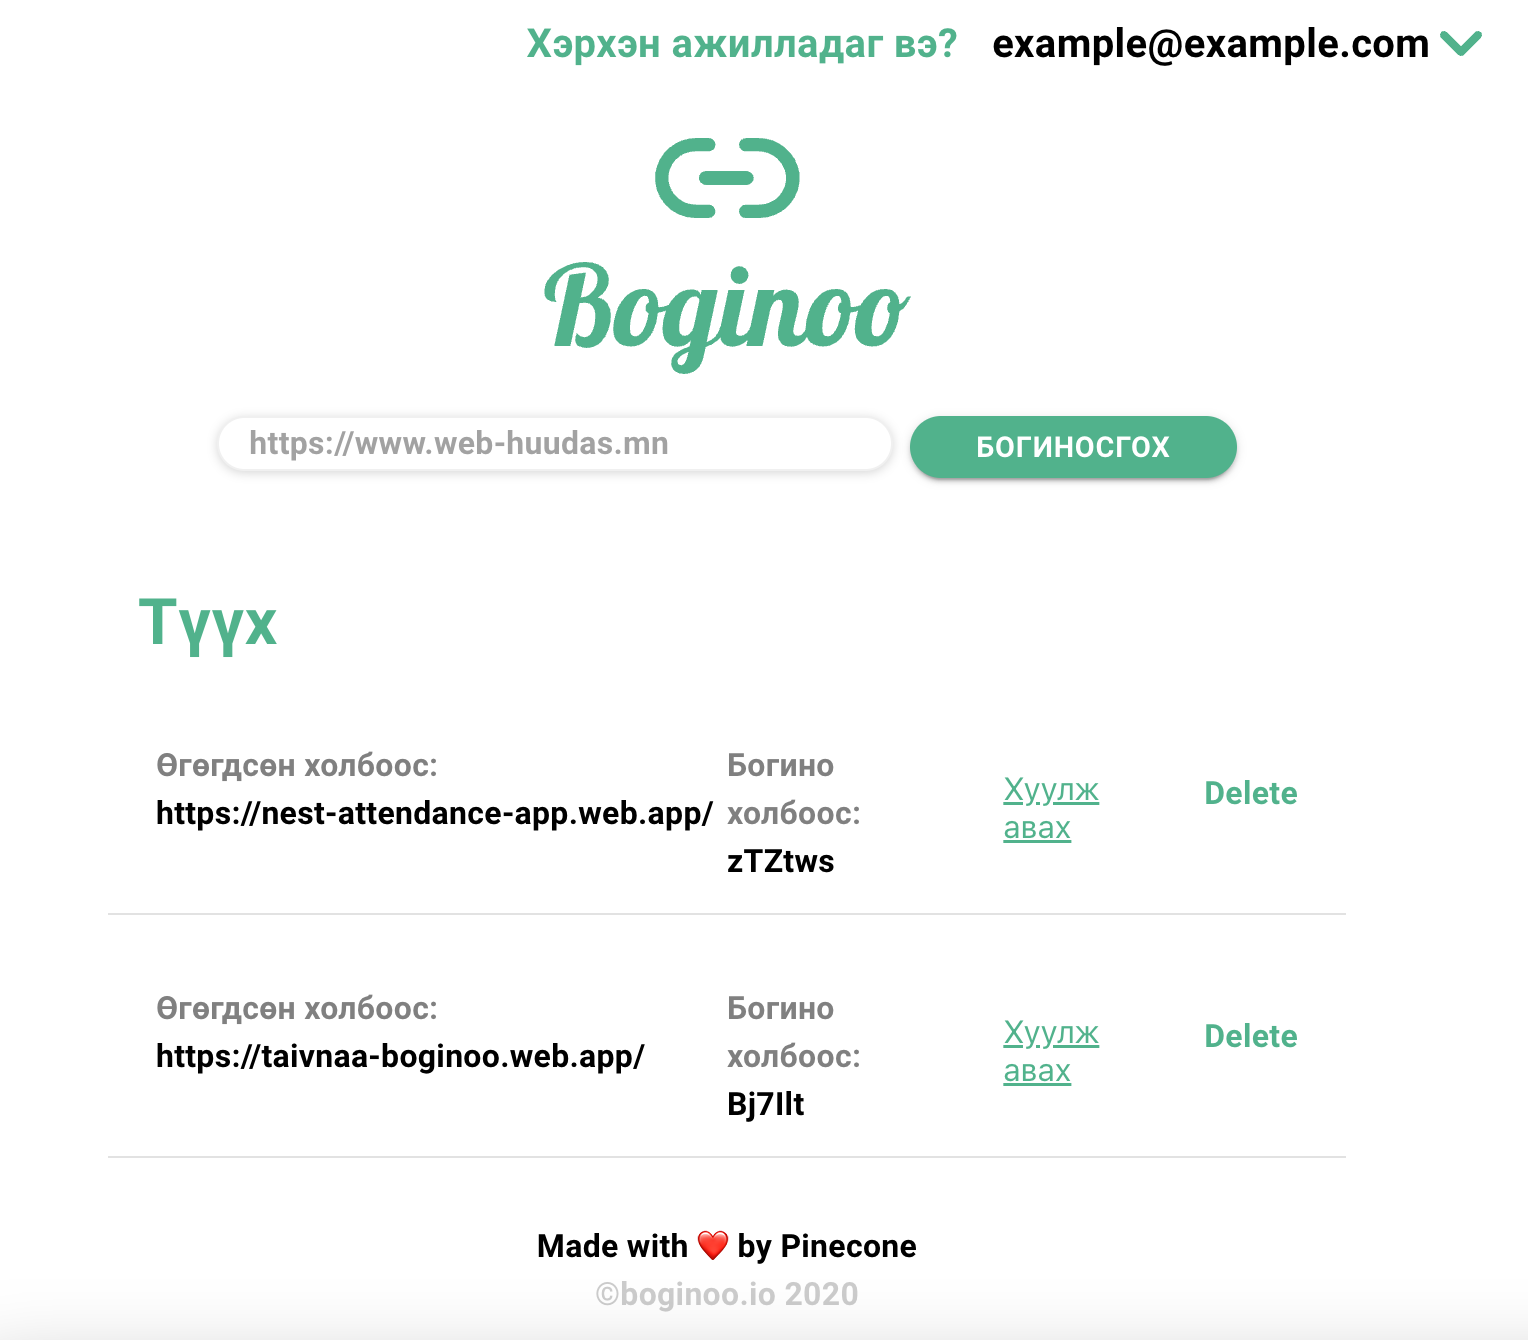 Хэрхэн ажилладаг вэ? example@example.com
Boginoo
https://www.web-huudas.mn
БОГИНОСГОХ
Түүх
Өгөгдсөн холбоос:
https://nest-attendance-app.web.app/
Богино
холбоос:
zTZtws
Хуулж
авах
Delete
Өгөгдсөн холбоос:
https://taivnaa-boginoo.web.app/
Богино
холбоос:
Bj7Ilt
Хуулж
авах
Delete
Made with ❤️ by Pinecone
©boginoo.io 2020